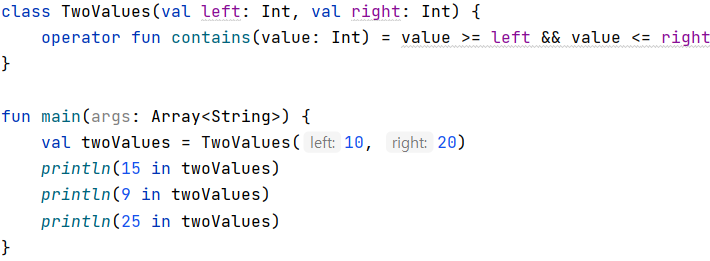 class TwoValues(val left: Int, val right: Int) {
    operator fun contains(value: Int) = value >= left && value <= right
}

fun main(args: Array<String>) {
    val twoValues = TwoValues( left: 10,  right: 20)
    println(15 in twoValues)
    println(9 in twoValues)
    println(25 in twoValues)
}